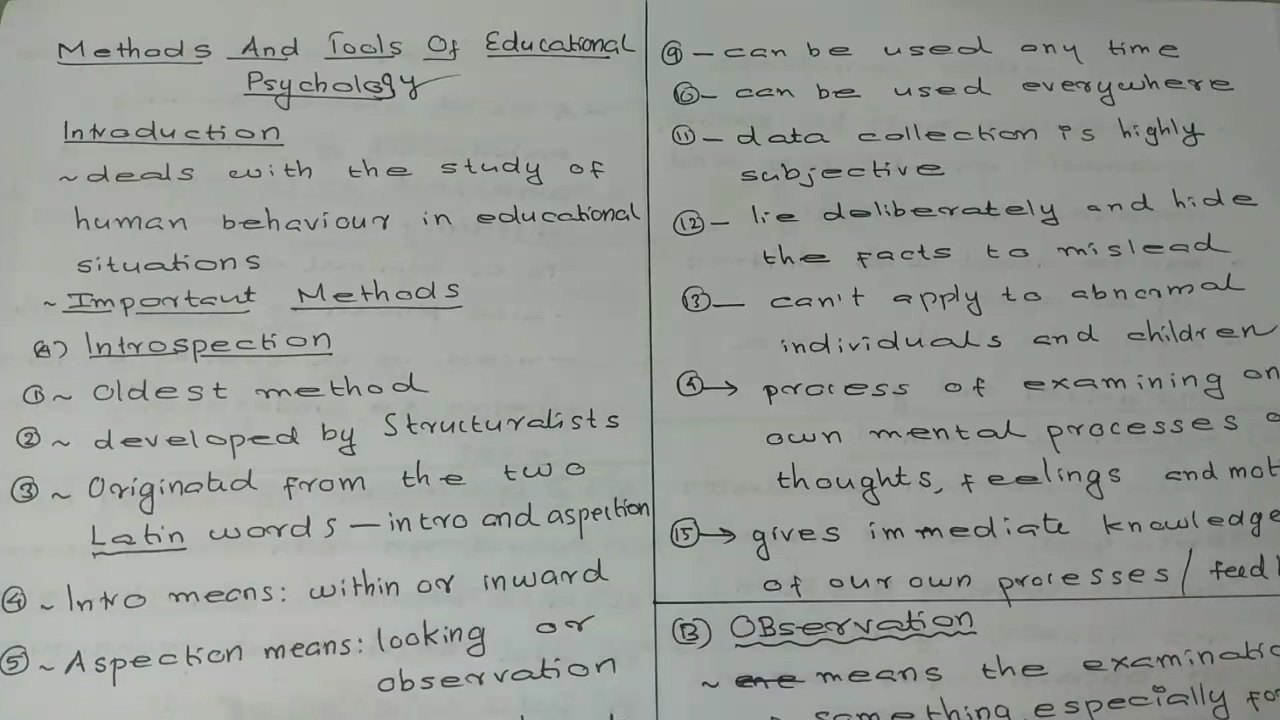 Methods And Tools Of Educational
Psychology
Introduction
~ deals with the study of
human behaviour in educational
situations
~ Important Methods
(A) Introspection
① ~ Oldest method
② ~ developed by Structuralists
③ ~ Originated from the two
Latin words - intro and aspection
④ ~ Intro means: within or inward
⑤ ~ Aspection means: looking or
observation
⑨ - can be used any time
⑩ - can be used everywhere
⑪ - data collection is highly
subjective
⑫ - lie deliberately and hide
the facts to mislead
⑬ - can't apply to abnormal
individuals and children
⑭ → process of examining on
own mental processes
thoughts, feelings and mot
⑮ → gives immediate knowledge
of our own processes / feed
(B) OBservation
~ means the examinatio
something especially fo